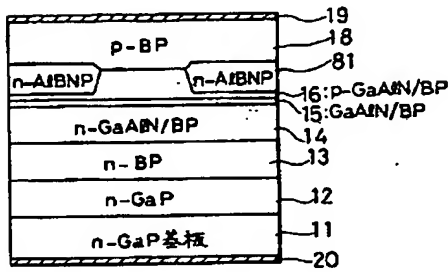 19
p-BP
18
n-AlBNP
n-AlBNP
81
16:p-GaAlN/BP
15:GaAlN/BP
n-GaAlN/BP
14
n-BP
13
n-GaP
12
n-GaP基板
11
20